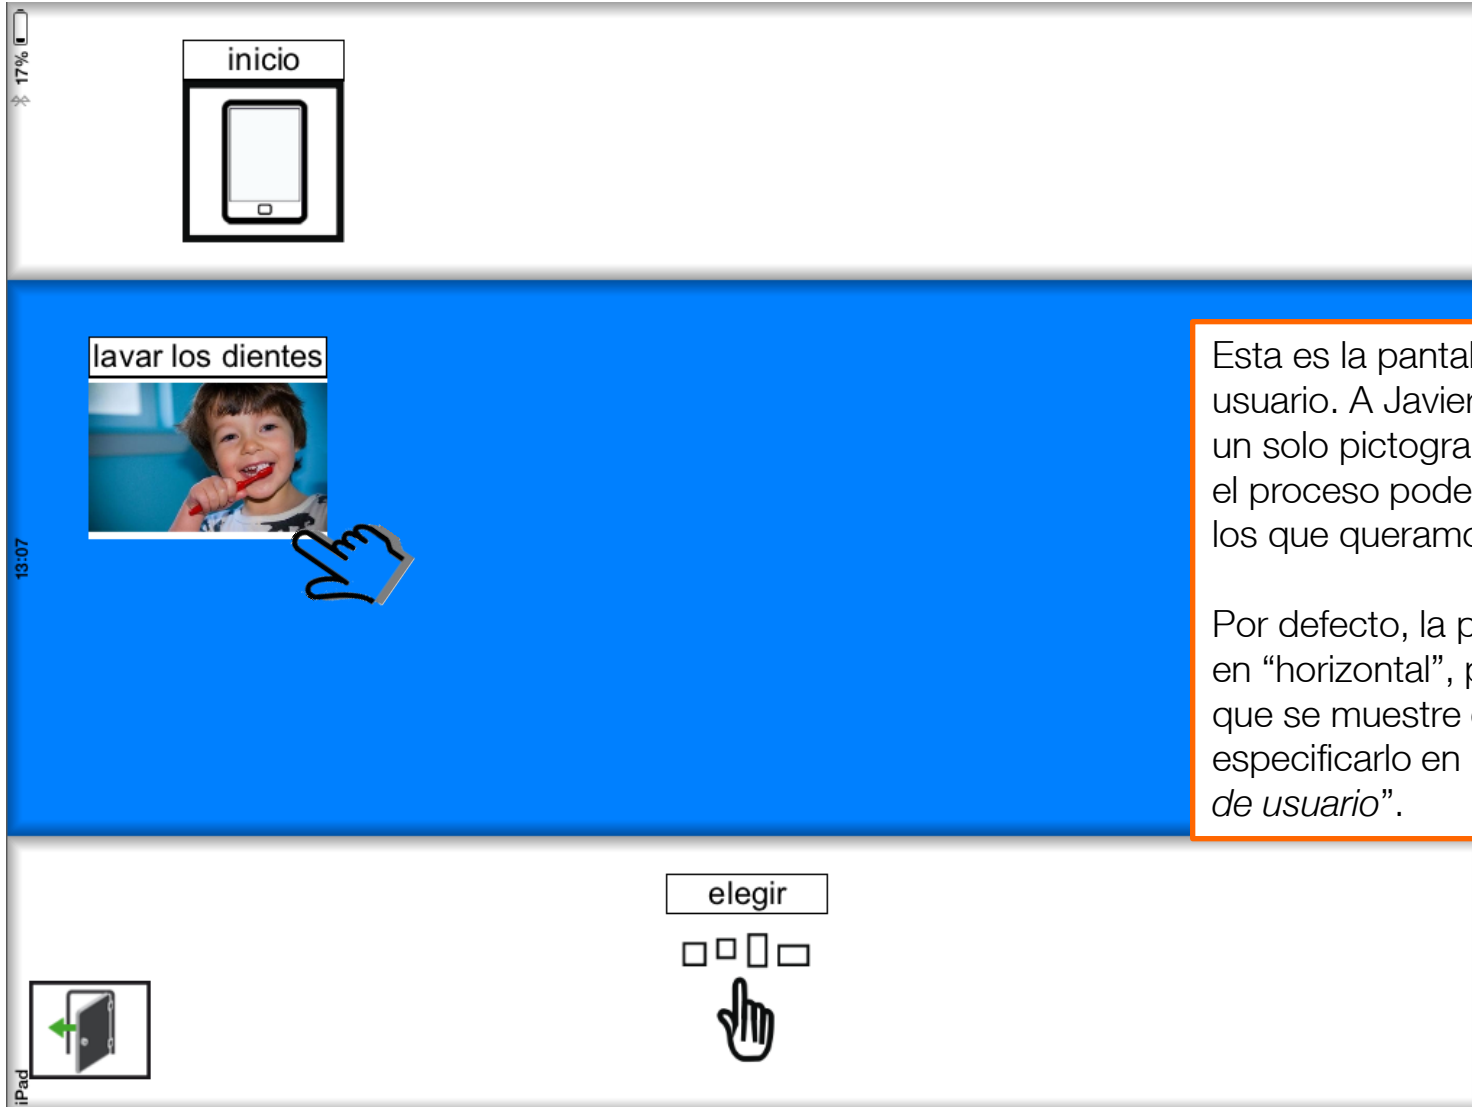 17%
inicio
lavar los dientes
13:07
Esta es la pantal
usuario. A Javier
un solo pictogra
el proceso pode
los que queramo
Por defecto, la p
en “horizontal”, p
que se muestre
especificarlo en
de usuario”.
elegir
iPad